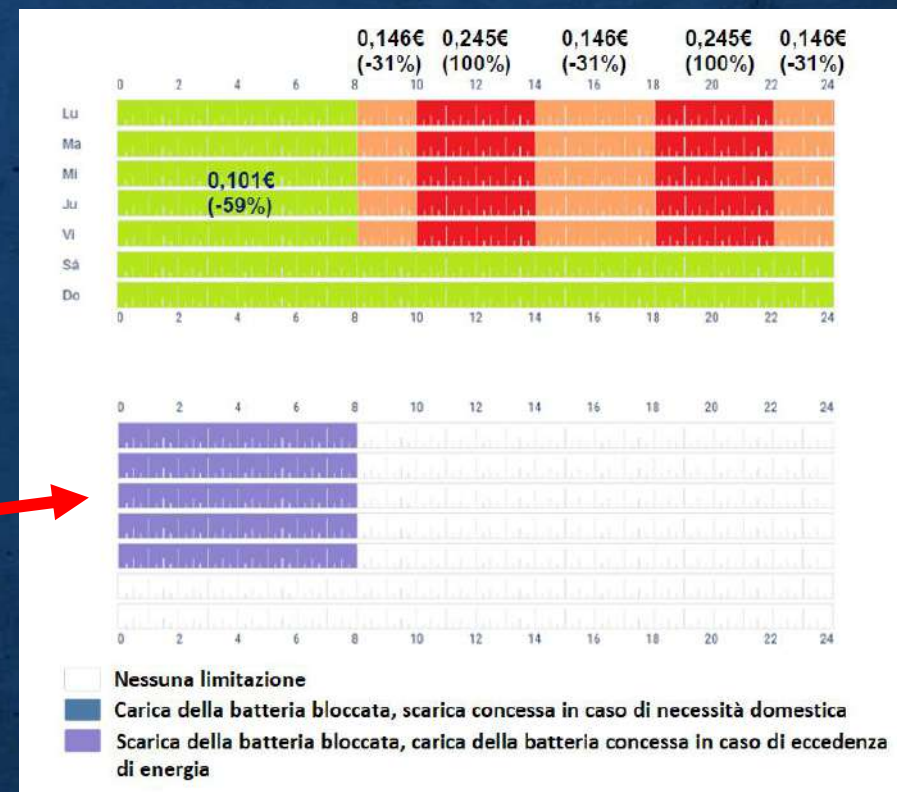 0,146€ 0,245€ 0,146€ 0,245€ 0,146€
(-31%) (100%) (-31%) (100%) (-31%)
0 2 4 6 8 10 12 14 16 18 20 22 24
Lu
Ma
Mi
0,101€
Ju
(-59%)
Vi
Sá
Do
0 2 4 6 8 10 12 14 16 18 20 22 24
0 2 4 6 8 10 12 14 16 18 20 22 24
0 2 4 6 8 10 12 14 16 18 20 22 24
Nessuna limitazione
Carica della batteria bloccata, scarica concessa in caso di necessità domestica
Scarica della batteria bloccata, carica della batteria concessa in caso di eccedenza
di energia